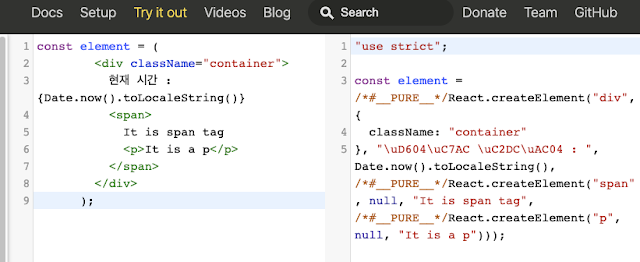 Docs Setup Try it out Videos Blog Search Donate Team GitHub
1 const element = (
2 <div className="container">
3 현재 시간 :
{Date.now().toLocaleString()}
4 <span>
5 It is span tag
6 <p>It is a p</p>
7 </span>
8 </div>
9 );
1 "use strict";
2
3 const element =
/*#__PURE__*/React.createElement("div",
{
4 className: "container"
5 }, "\uD604\uC7AC \uC2DC\uAC04 : ",
Date.now().toLocaleString(),
/*#__PURE__*/React.createElement("span"
, null, "It is span tag",
/*#__PURE__*/React.createElement("p",
null, "It is a p")));